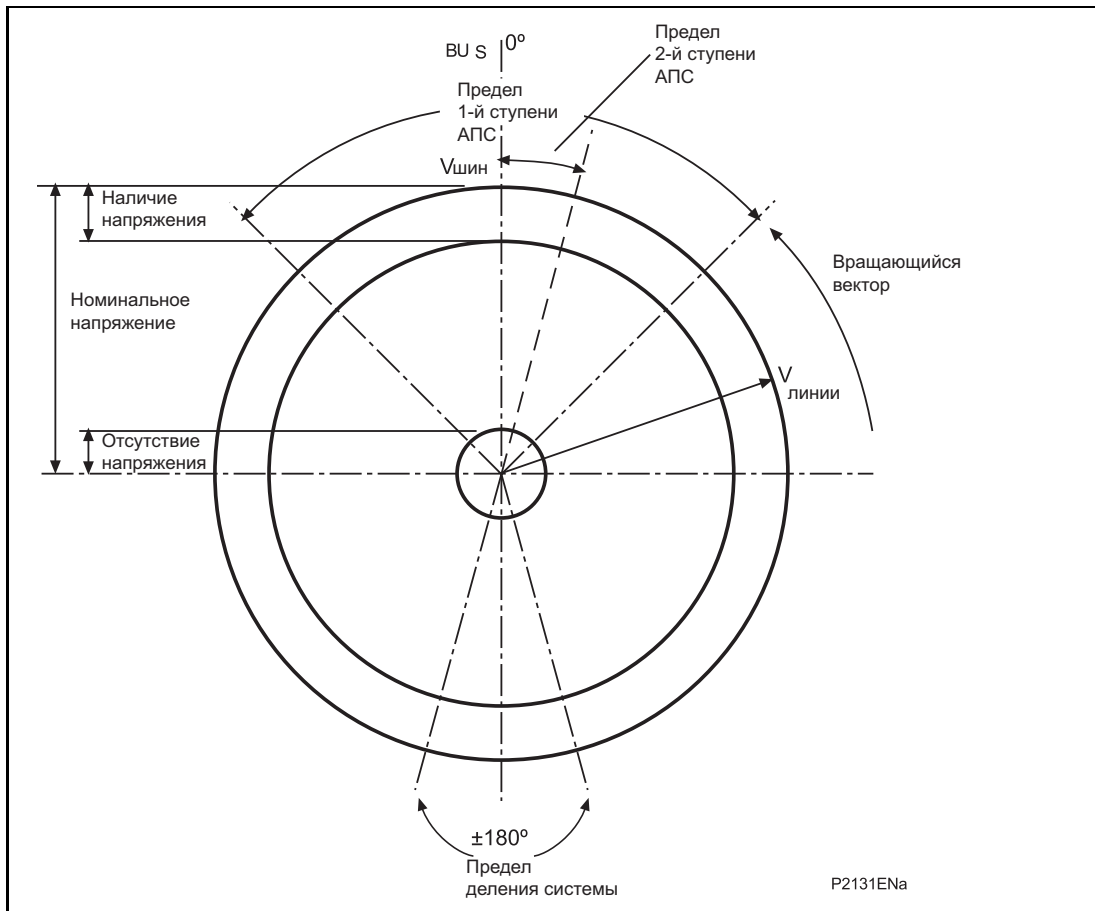 BU S 0º
Предел
2-й ступени
АПС
Предел
1-й ступени
АПС
Vшин
Наличие
напряжения
Вращающийся
вектор
Номинальное
напряжение
V линии
Отсутствие
напряжения
±180º
Предел
деления системы
P2131ENa